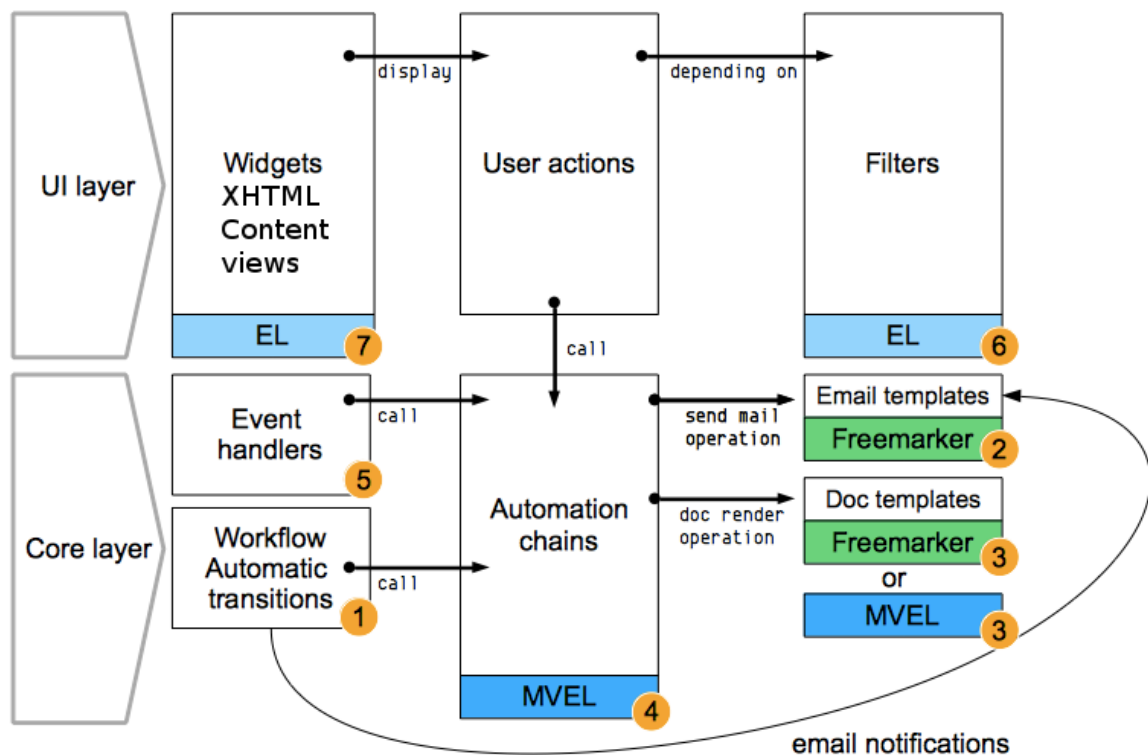 display
depending on
UI layer
Widgets
XHTML
Content
views
User actions
Filters
EL
7
call
EL
6
Core layer
Event
handlers
5
call
Automation
chains
send mail
operation
Email templates
Freemarker
2
Workflow
Automatic
transitions
1
call
doc render
operation
Doc templates
Freemarker
3
or
MVEL
3
MVEL
4
email notifications